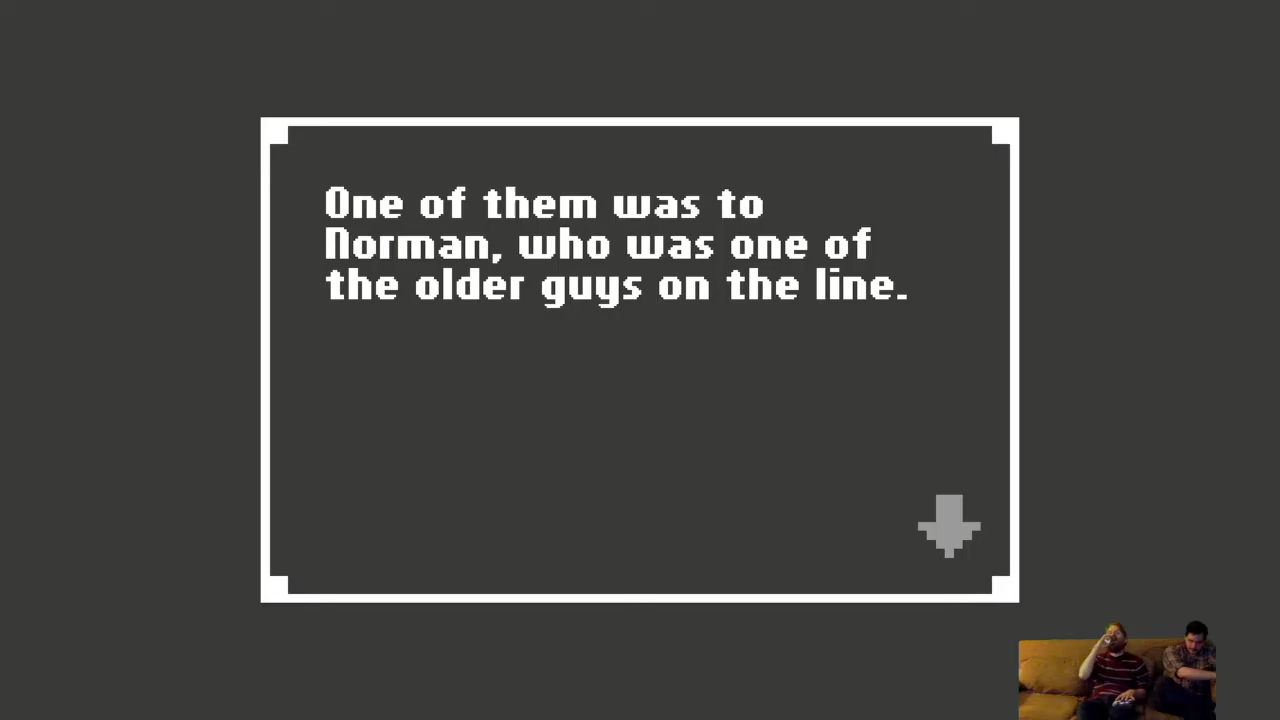 One of them was to
Norman, who was one of
the older guys on the line.